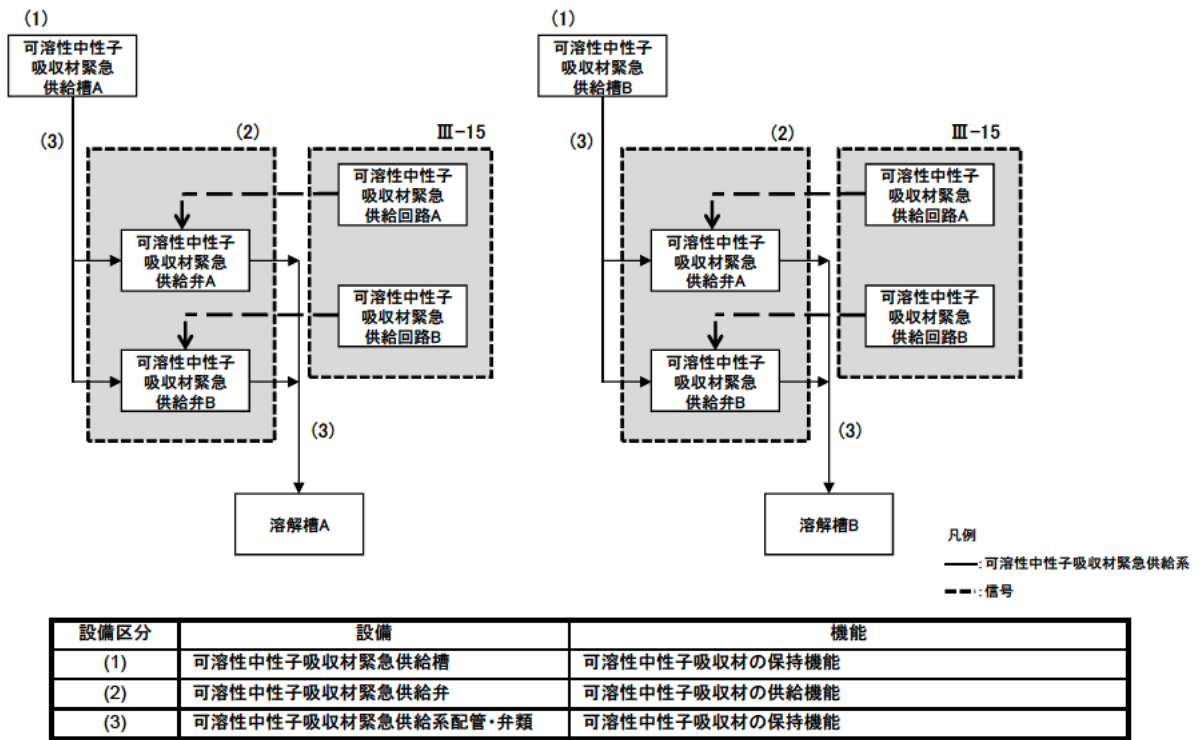 (1)
可溶性中性子
吸収材緊急
供給槽A
(3)
(2)
Ⅲ-15
可溶性中性子
吸収材緊急
供給回路A
可溶性中性子
吸収材緊急
供給弁A
可溶性中性子
吸収材緊急
供給回路B
可溶性中性子
吸収材緊急
供給弁B
(3)
溶解槽A
(1)
可溶性中性子
吸収材緊急
供給槽B
(3)
(2)
Ⅲ-15
可溶性中性子
吸収材緊急
供給回路A
可溶性中性子
吸収材緊急
供給弁A
可溶性中性子
吸収材緊急
供給回路B
可溶性中性子
吸収材緊急
供給弁B
(3)
溶解槽B
凡例
:可溶性中性子吸収材緊急供給系
:信号
設備区分 設備 機能
(1) 可溶性中性子吸収材緊急供給槽 可溶性中性子吸収材の保持機能
(2) 可溶性中性子吸収材緊急供給弁 可溶性中性子吸収材の供給機能
(3) 可溶性中性子吸収材緊急供給系配管・弁類 可溶性中性子吸収材の保持機能